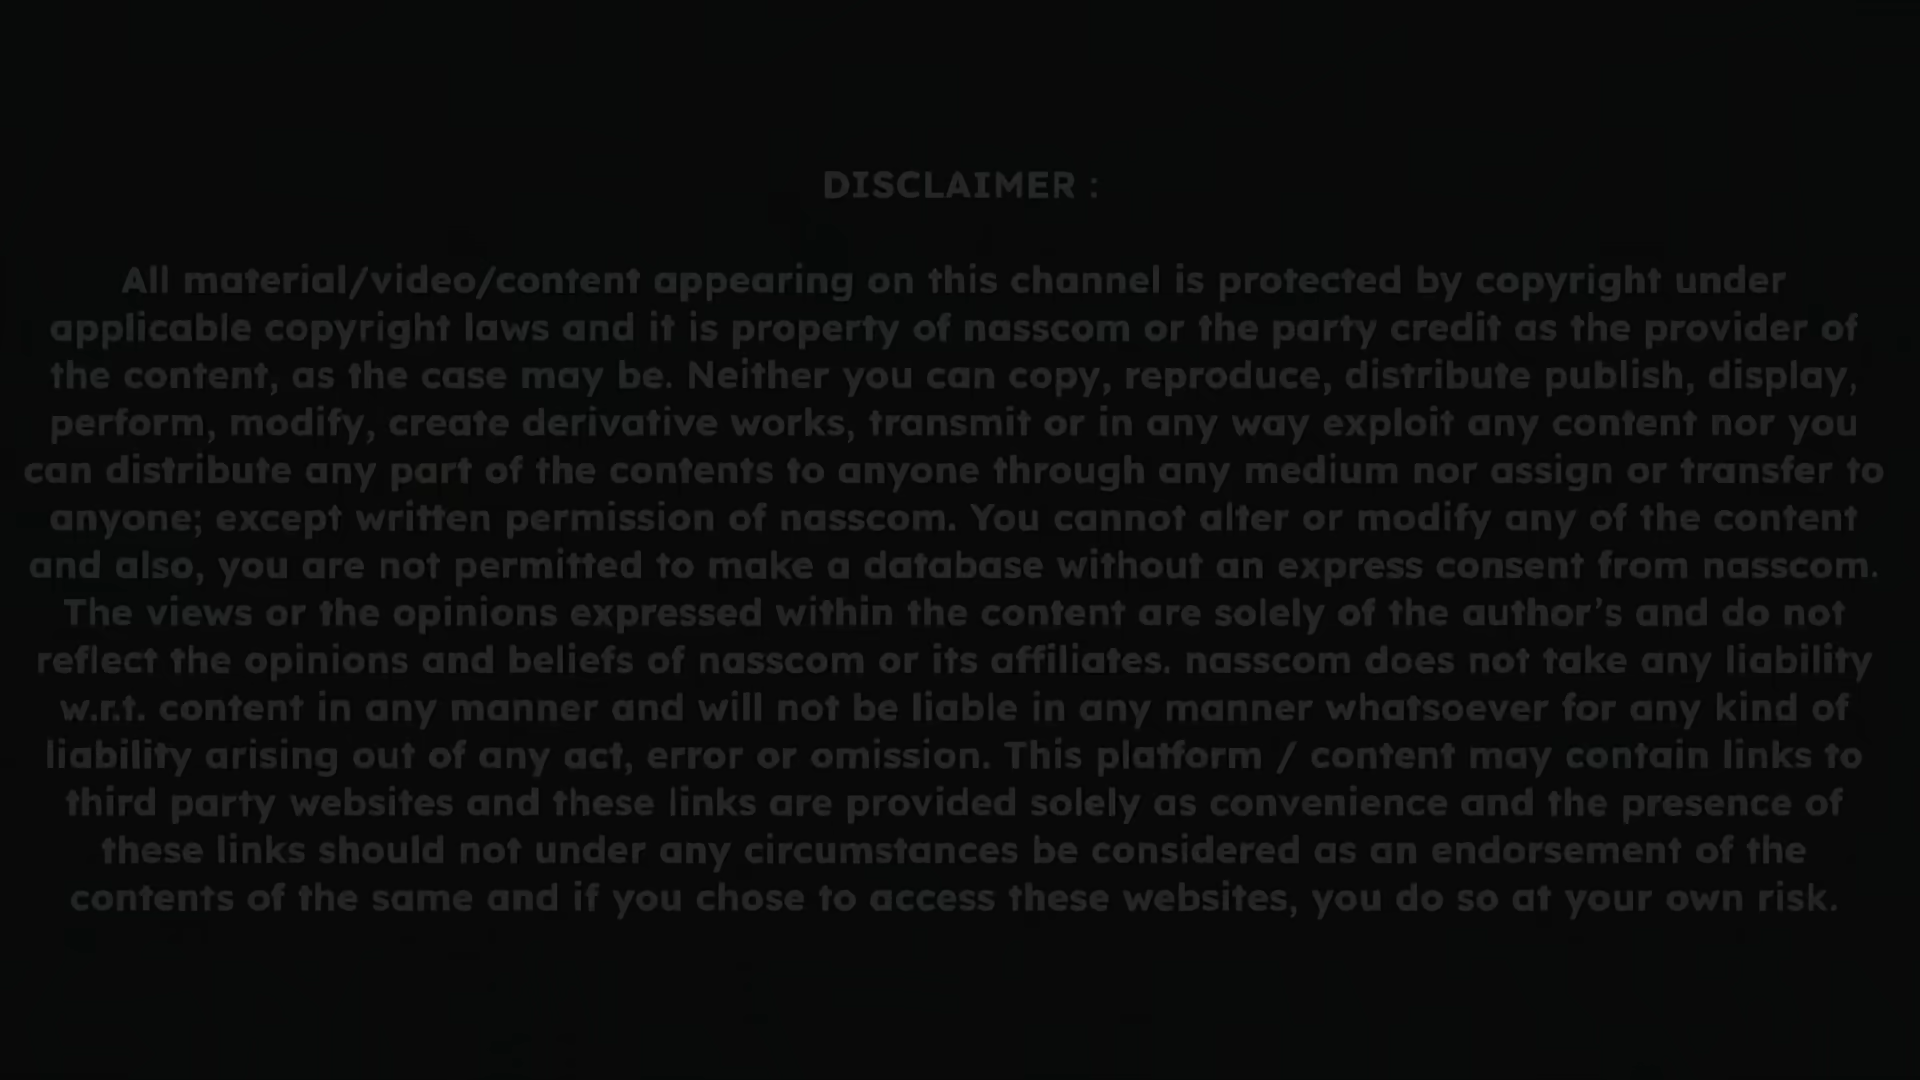 DISCLAIMER :
All material/video/content appearing on this channel is protected by copyright under
applicable copyright laws and it is property of nasscom or the party credit as the provider of
the content, as the case may be. Neither you can copy, reproduce, distribute publish, display,
perform, modify, create derivative works, transmit or in any way exploit any content nor you
can distribute any part of the contents to anyone through any medium nor assign or transfer to
anyone; except written permission of nasscom. You cannot alter or modify any of the content
and also, you are not permitted to make a database without an express consent from nasscom.
The views or the opinions expressed within the content are solely of the author's and do not
reflect the opinions and beliefs of nasscom or its affiliates. nasscom does not take any liability
w.r.t. content in any manner and will not be liable in any manner whatsoever for any kind of
liability arising out of any act, error or omission. This platform / content may contain links to
third party websites and these links are provided solely as convenience and the presence of
these links should not under any circumstances be considered as an endorsement of the
contents of the same and if you chose to access these websites, you do so at your own risk.